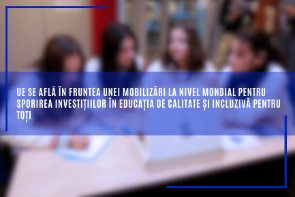 UE SE AFLĂ ÎN FRUNTEA UNEI MOBILIZĂRI LA NIVEL MONDIAL PENTRU
SPORIREA INVESTIȚIILOR ÎN EDUCAȚIA DE CALITATE ȘI INCLUZIVĂ PENTRU
TOȚI